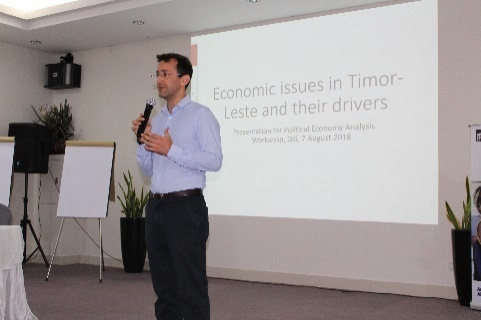 Economic issues in Timor-
Leste and their drivers
Presentation for Political Economy Analysis
Workshop, Dili, 7 August 2018